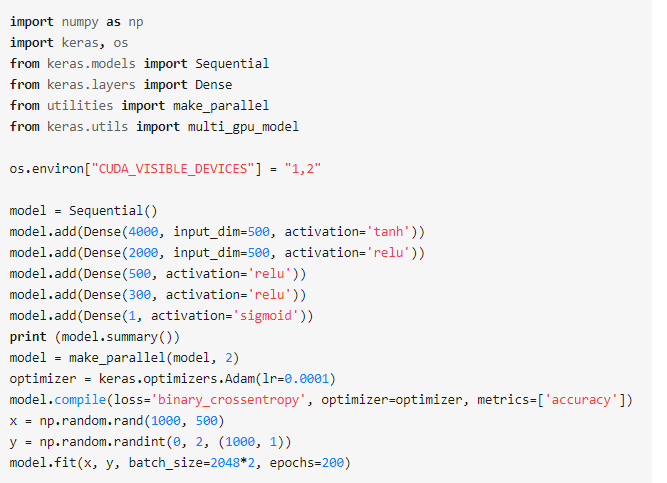 import numpy as np
import keras, os
from keras.models import Sequential
from keras.layers import Dense
from utilities import make_parallel
from keras.utils import multi_gpu_model
os.environ["CUDA_VISIBLE_DEVICES"] = "1,2"
model = Sequential()
model.add(Dense(4000, input_dim=500, activation='tanh'))
model.add(Dense(2000, input_dim=500, activation='relu'))
model.add(Dense(500, activation='relu'))
model.add(Dense(300, activation='relu'))
model.add(Dense(1, activation='sigmoid'))
print (model.summary())
model = make_parallel(model, 2)
optimizer = keras.optimizers.Adam(lr=0.0001)
model.compile(loss='binary_crossentropy', optimizer=optimizer, metrics=['accuracy'])
x = np.random.rand(1000, 500)
y = np.random.randint(0, 2, (1000, 1))
model.fit(x, y, batch_size=2048*2, epochs=200)